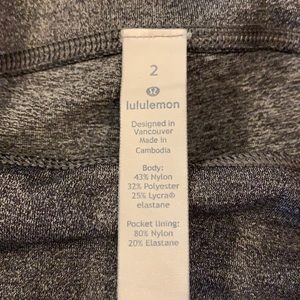 2
lululemon
Designed in
Vancouver
Made in
Cambodia
Body:
43% Nylon
32% Polyester
25% Lycra®
elastane
Pocket lining:
80% Nylon
20% Elastane